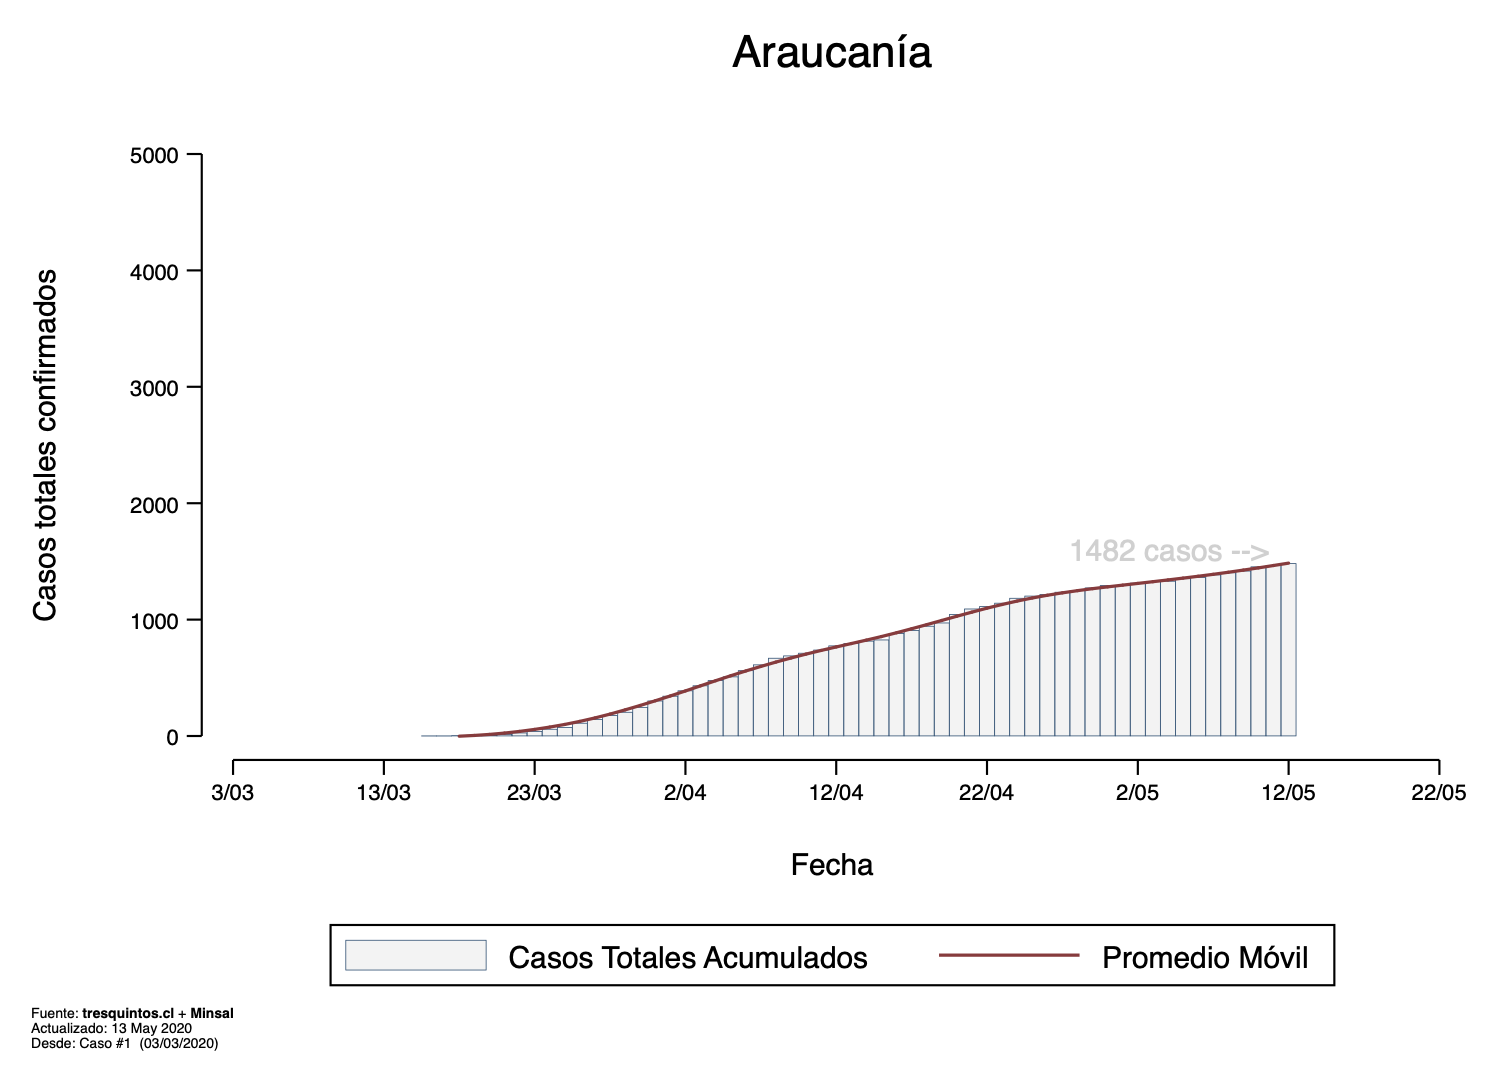 Araucanía
Casos totales confirmados
5000
4000
3000
2000
1000
0
1482 casos -->
3/03 13/03 23/03 2/04 12/04 22/04 2/05 12/05 22/05
Fecha
Casos Totales Acumulados Promedio Móvil
Fuente: tresquintos.cl + Minsal
Actualizado: 13 May 2020
Desde: Caso #1 (03/03/2020)